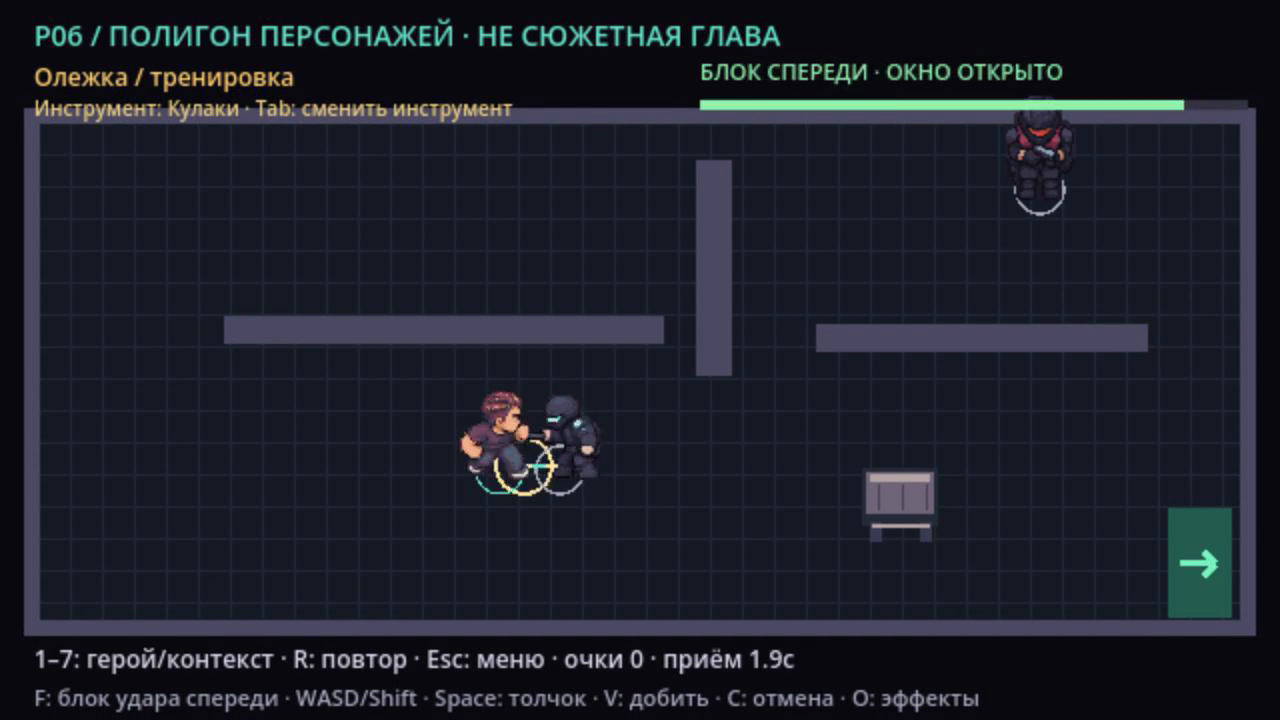 P06 / ПОЛИГОН ПЕРСОНАЖЕЙ · НЕ СЮЖЕТНАЯ ГЛАВА
Олежка / тренировка
БЛОК СПЕРЕДИ · ОКНО ОТКРЫТО
Инструмент: Кулаки · Tab: сменить инструмент
→
1–7: герой/контекст · R: повтор · Esc: меню · очки 0 · приём 1.9с
F: блок удара спереди · WASD/Shift · Space: толчок · V: добить · C: отмена · O: эффекты